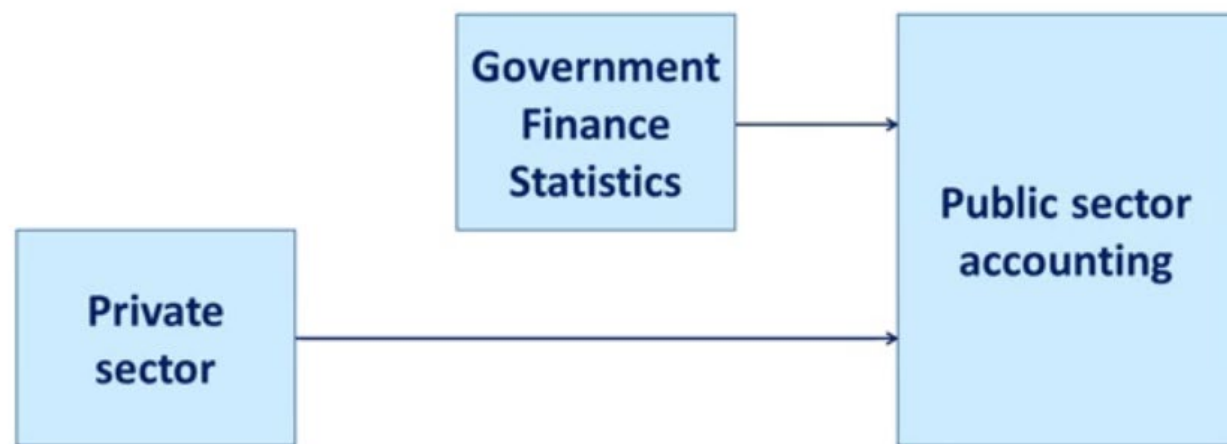 Government
Finance
Statistics
Public sector
accounting
Private
sector